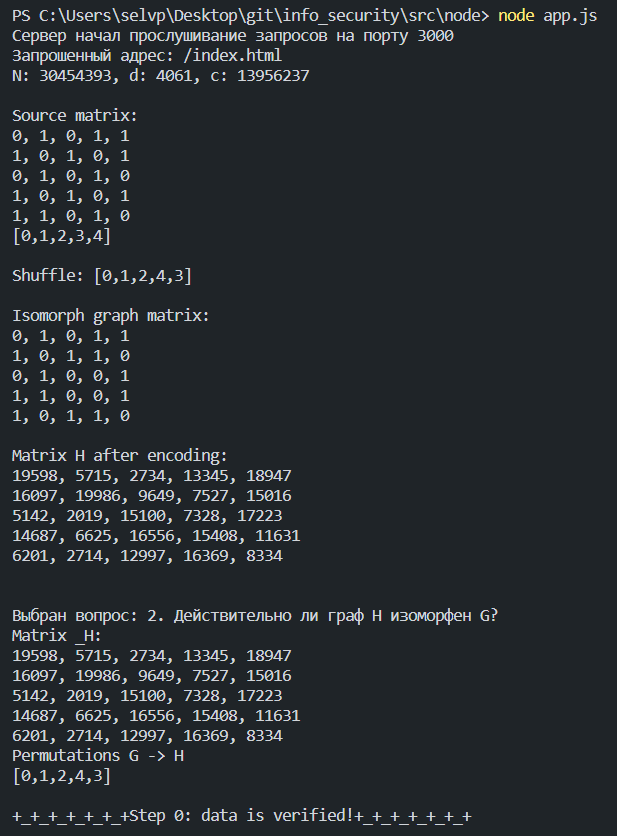 PS C:\Users\selvp\Desktop\git\info_security\src\node> node app.js
Сервер начал прослушивание запросов на порту 3000
Запрошенный адрес: /index.html
N: 30454393, d: 4061, c: 13956237
Source matrix:
0, 1, 0, 1, 1
1, 0, 1, 0, 1
0, 1, 0, 1, 0
1, 0, 1, 0, 1
1, 1, 0, 1, 0
[0,1,2,3,4]
Shuffle: [0,1,2,4,3]
Isomorph graph matrix:
0, 1, 0, 1, 1
1, 0, 1, 1, 0
0, 1, 0, 0, 1
1, 1, 0, 0, 1
1, 0, 1, 1, 0
Matrix H after encoding:
19598, 5715, 2734, 13345, 18947
16097, 19986, 9649, 7527, 15016
5142, 2019, 15100, 7328, 17223
14687, 6625, 16556, 15408, 11631
6201, 2714, 12997, 16369, 8334
Выбран вопрос: 2. Действительно ли граф H изоморфен G?
Matrix _H:
19598, 5715, 2734, 13345, 18947
16097, 19986, 9649, 7527, 15016
5142, 2019, 15100, 7328, 17223
14687, 6625, 16556, 15408, 11631
6201, 2714, 12997, 16369, 8334
Permutations G -> H
[0,1,2,4,3]
+_+_+_+_+_+_+_+Step 0: data is verified!+_+_+_+_+_+_+_+